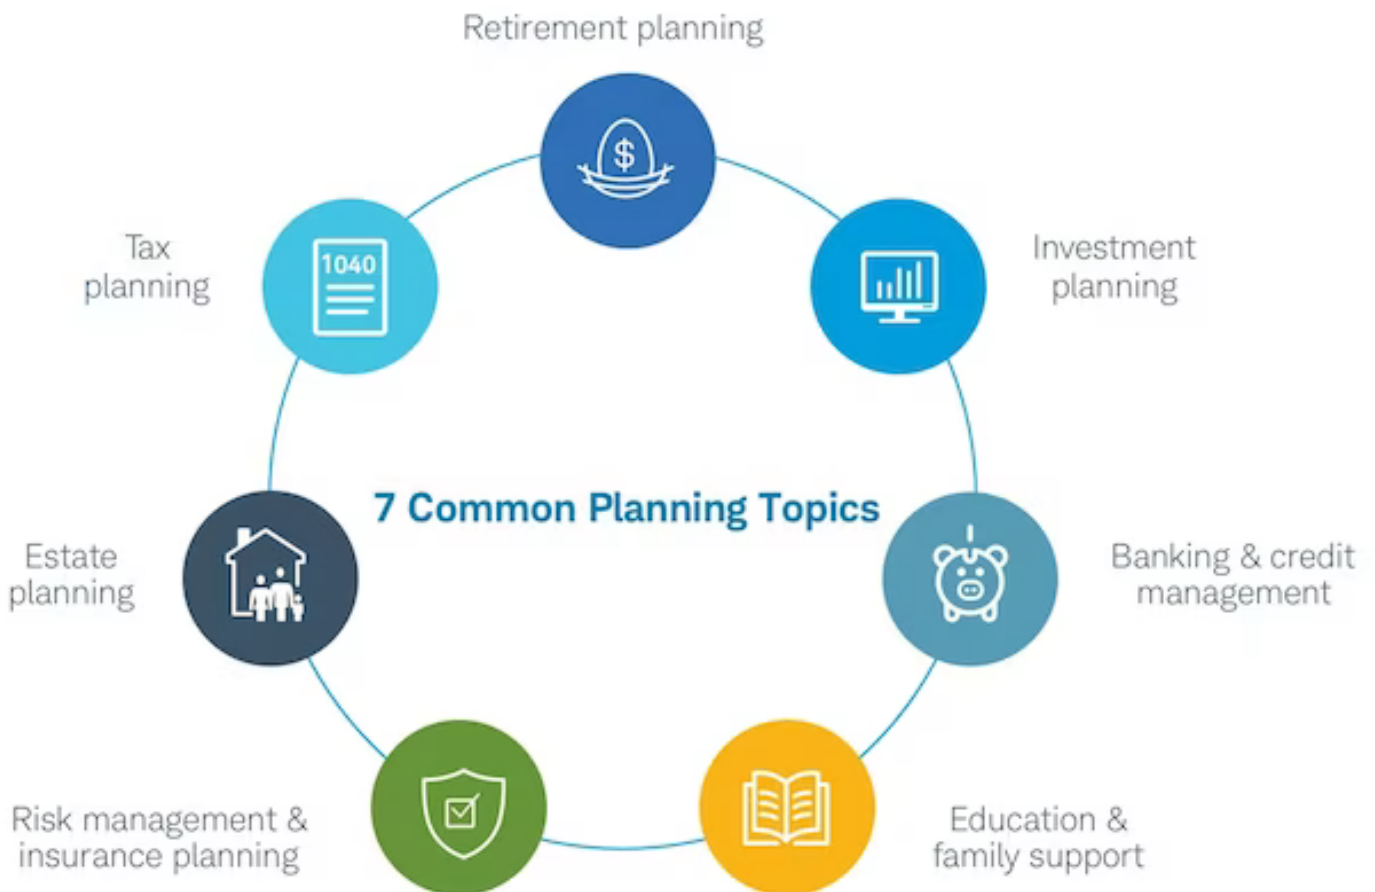 Retirement planning
$
Tax
planning
1040
Investment
planning
7 Common Planning Topics
Estate
planning
Banking & credit
management
Risk management &
insurance planning
Education &
family support